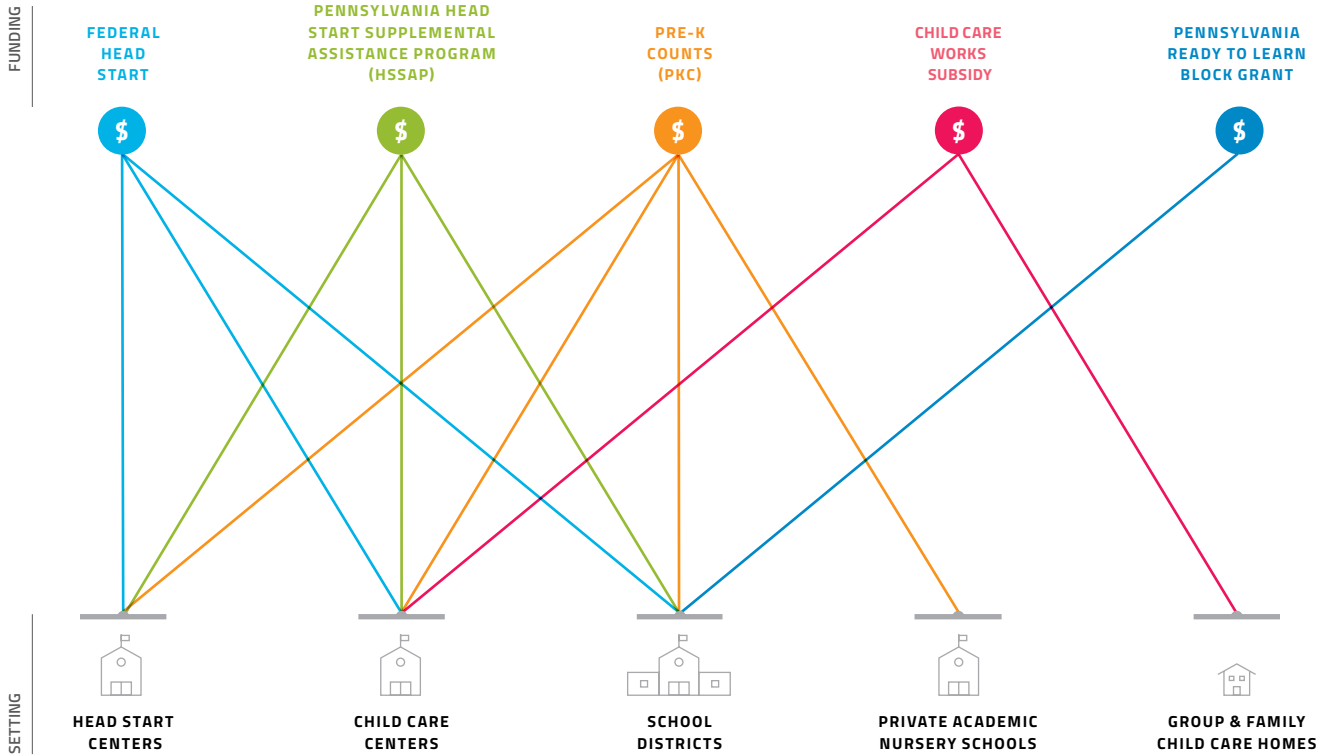 FUNDING
FEDERAL
HEAD
START
PENNSYLVANIA HEAD
START SUPPLEMENTAL
ASSISTANCE PROGRAM
(HSSAP)
PRE-K
COUNTS
(PKC)
CHILD CARE
WORKS
SUBSIDY
PENNSYLVANIA
READY TO LEARN
BLOCK GRANT
$
$
$
$
$
SETTING
HEAD START
CENTERS
CHILD CARE
CENTERS
SCHOOL
DISTRICTS
PRIVATE ACADEMIC
NURSERY SCHOOLS
GROUP & FAMILY
CHILD CARE HOMES